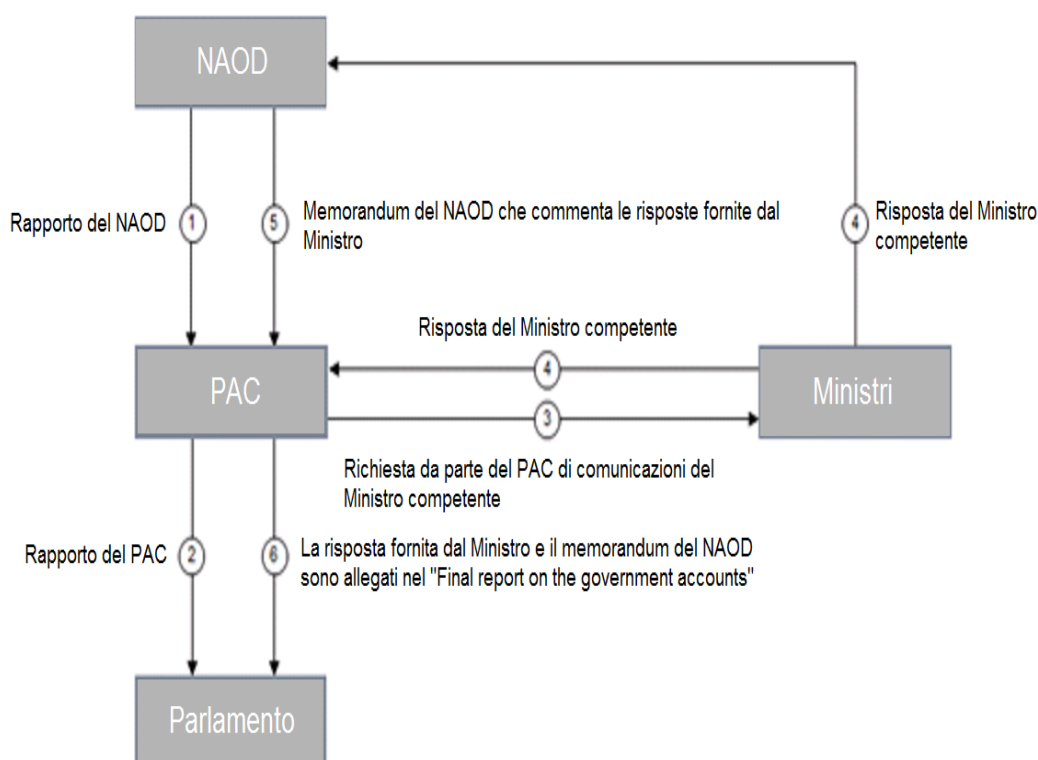 NAOD
Rapporto del NAOD
1
5
Memorandum del NAOD che commenta le risposte fornite dal
Ministro
4
Risposta del Ministro
competente
Risposta del Ministro competente
PAC
4
3
Ministri
Richiesta da parte del PAC di comunicazioni del
Ministro competente
Rapporto del PAC
2
6
La risposta fornita dal Ministro e il memorandum del NAOD
sono allegati nel "Final report on the government accounts"
Parlamento